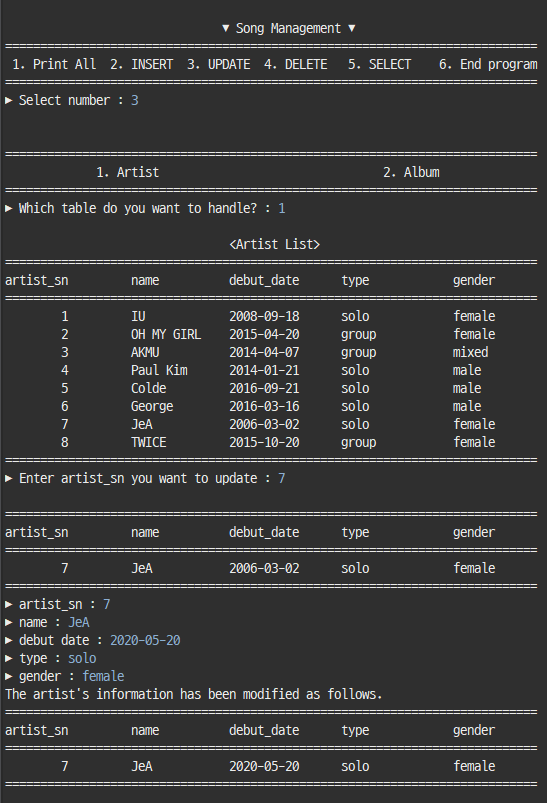 ▼ Song Management ▼
============================================================================
1. Print All  2. INSERT  3. UPDATE  4. DELETE   5. SELECT    6. End program
============================================================================
▶ Select number : 3
============================================================================
1. Artist                                2. Album
============================================================================
▶ Which table do you want to handle? : 1
<Artist List>
============================================================================
artist_sn         name          debut_date      type            gender
============================================================================
1         IU            2008-09-18      solo            female
2         OH MY GIRL    2015-04-20      group           female
3         AKMU          2014-04-07      group           mixed
4         Paul Kim      2014-01-21      solo            male
5         Colde         2016-09-21      solo            male
6         George        2016-03-16      solo            male
7         JeA           2006-03-02      solo            female
8         TWICE         2015-10-20      group           female
============================================================================
▶ Enter artist_sn you want to update : 7
============================================================================
artist_sn         name          debut_date      type            gender
============================================================================
7         JeA           2006-03-02      solo            female
============================================================================
▶ artist_sn : 7
▶ name : JeA
▶ debut date : 2020-05-20
▶ type : solo
▶ gender : female
The artist's information has been modified as follows.
============================================================================
artist_sn         name          debut_date      type            gender
============================================================================
7         JeA           2020-05-20      solo            female
============================================================================